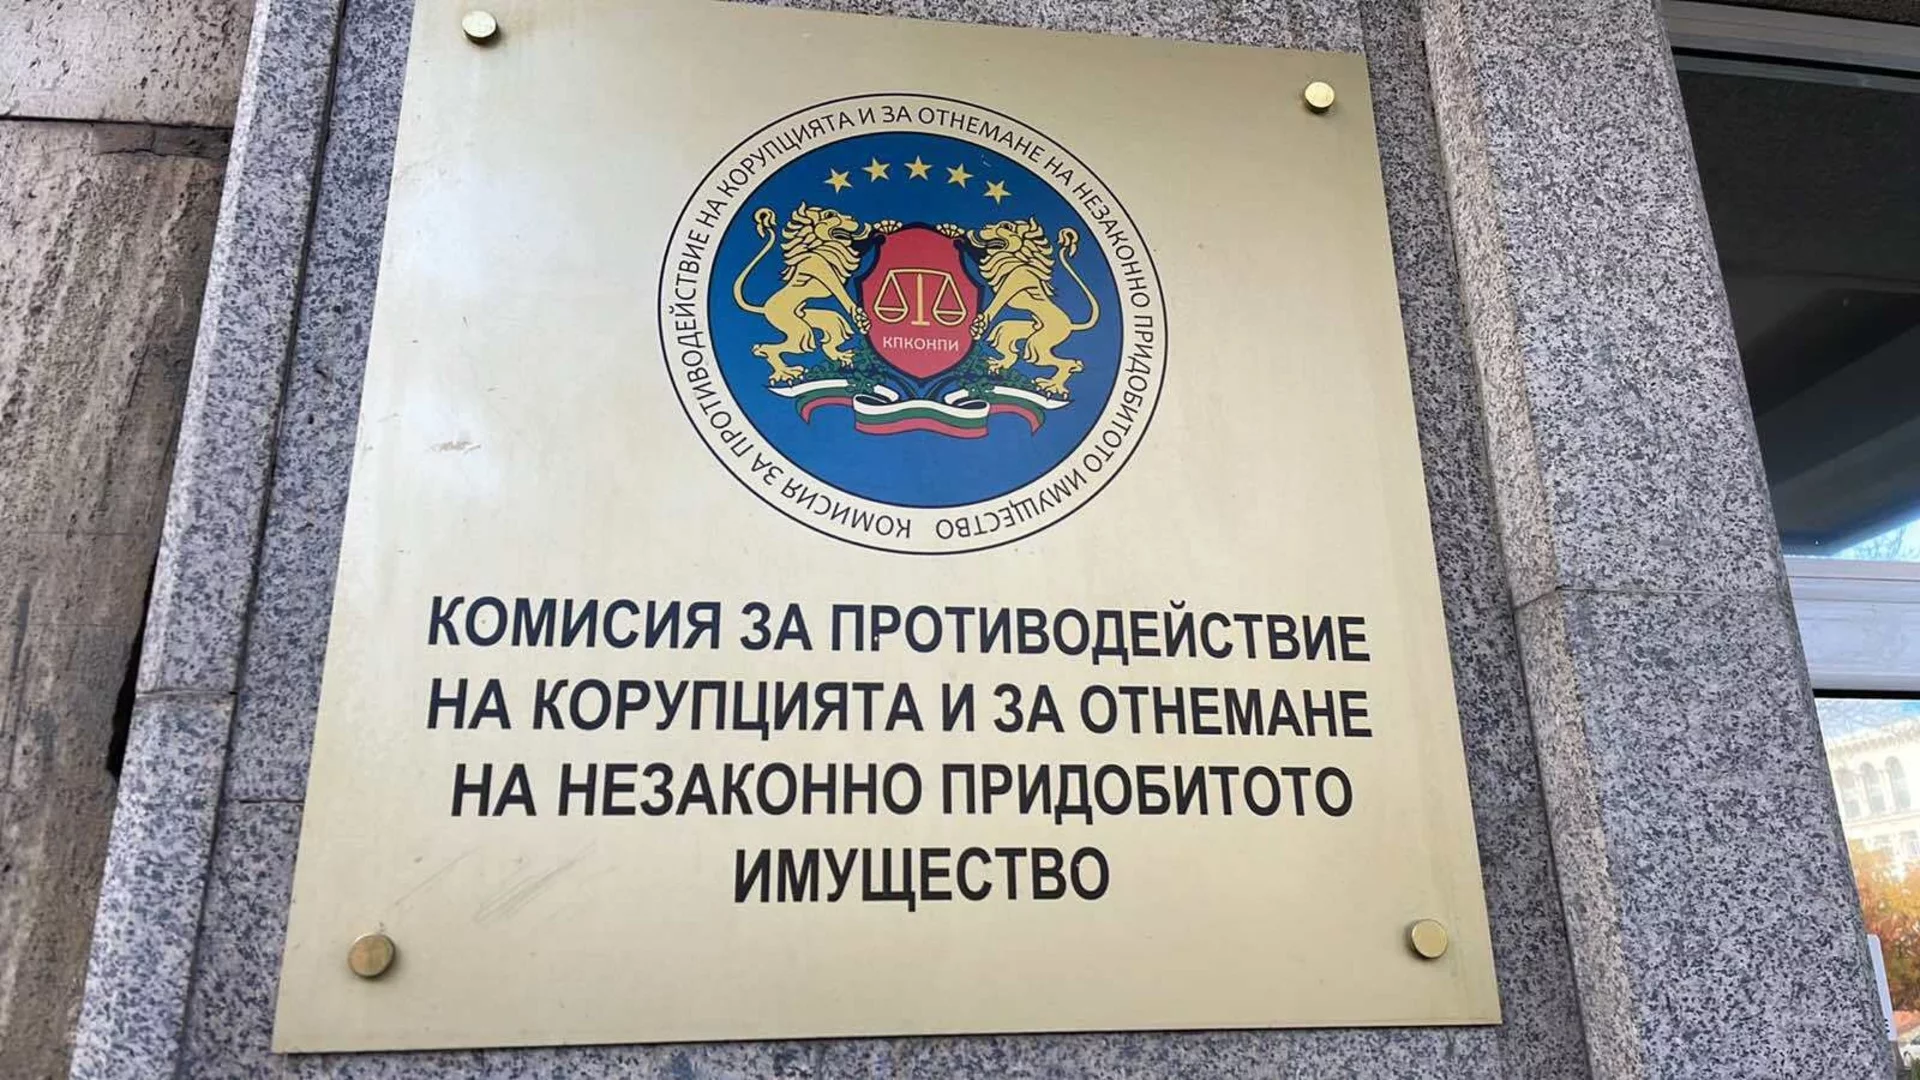 КОМИСИЯ ЗА ПРОТИВОДЕЙСТВИЕ НА КОРУПЦИЯТА И ЗА ОТНЕМАНЕ НА НЕЗАКОННО ПРИДОБИТОТО ИМУЩЕСТВО
КПКОНПИ
КОМИСИЯ ЗА ПРОТИВОДЕЙСТВИЕ
НА КОРУПЦИЯТА И ЗА ОТНЕМАНЕ
НА НЕЗАКОННО ПРИДОБИТОТО
ИМУЩЕСТВО